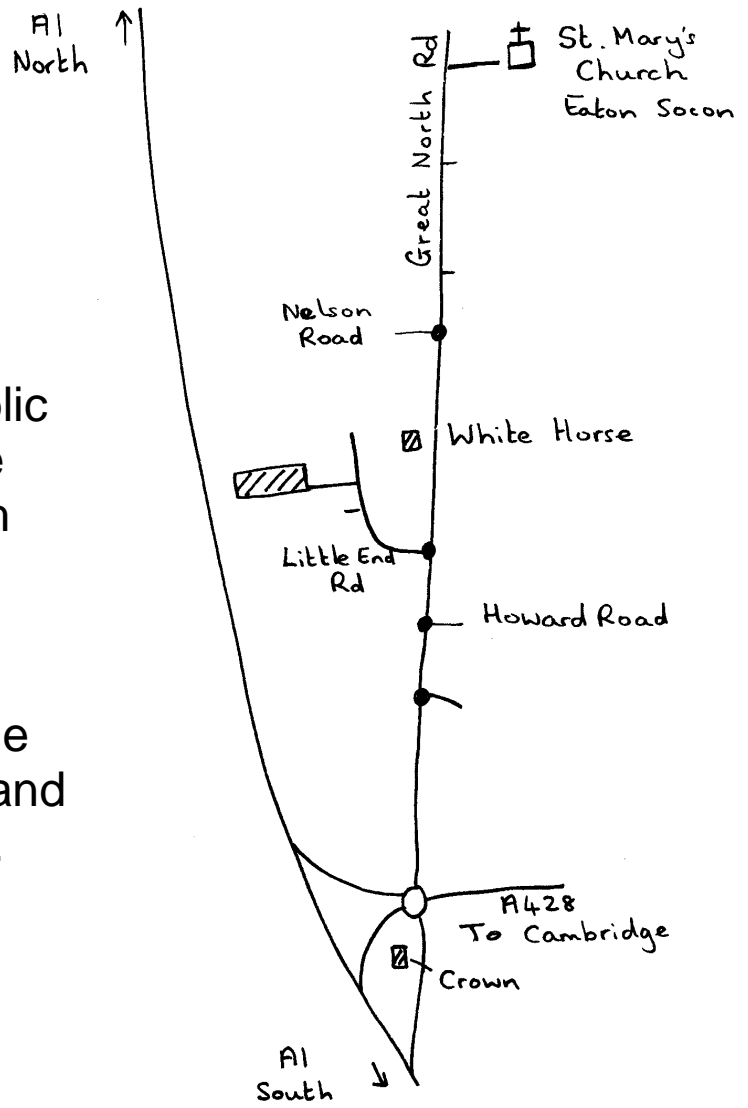 A1
North
St. Mary's
Church
Eaton Socon
Great North Rd
Nelson
Road
White Horse
Little End
Rd
Howard Road
A428
To Cambridge
Crown
A1
South
and